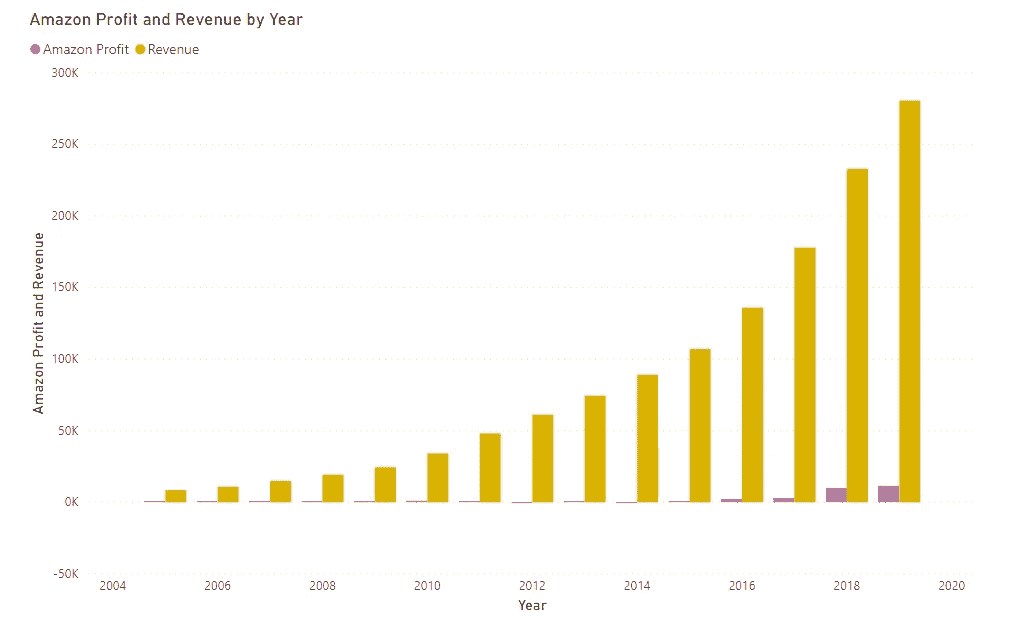 Amazon Profit and Revenue by Year
Amazon Profit Revenue
300K
250K
200K
150K
100K
50K
0K
-50K
Amazon Profit and Revenue
2004 2006 2008 2010 2012 2014 2016 2018 2020
Year